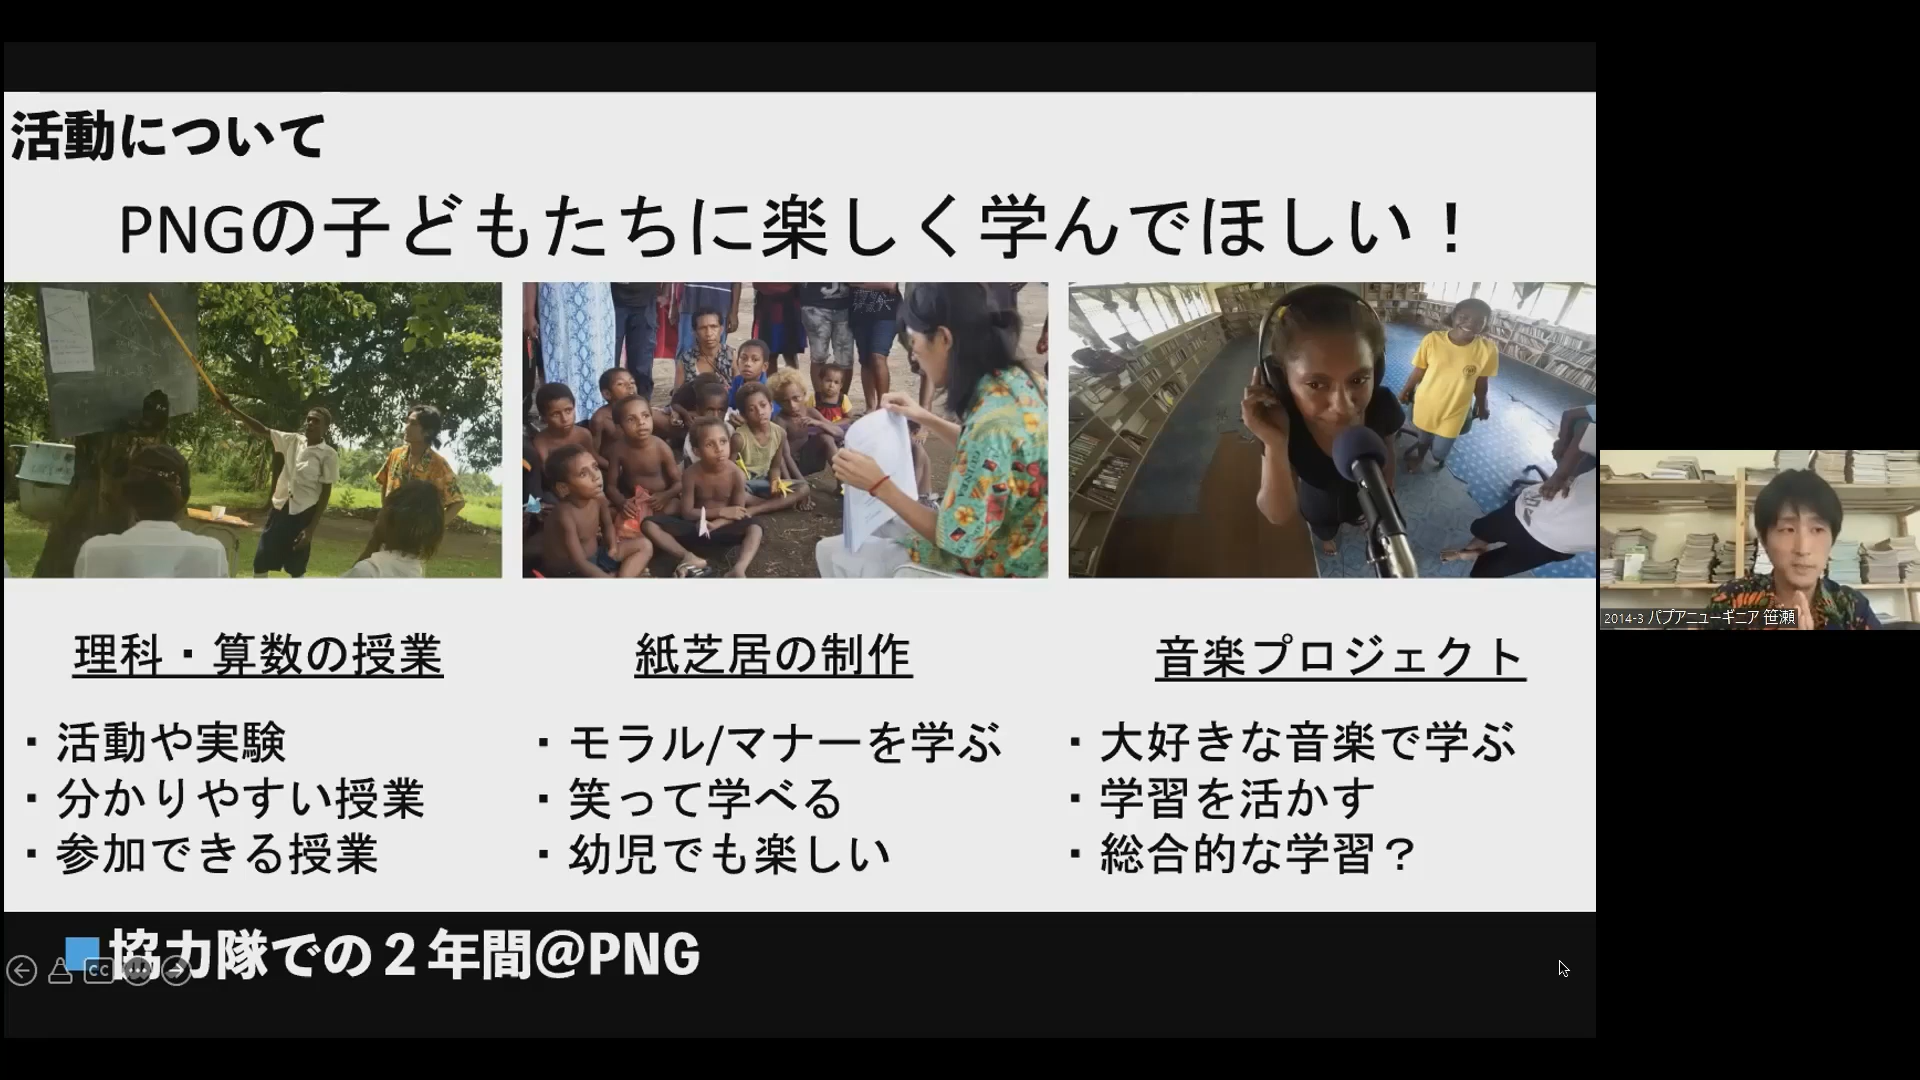 活動について
PNGの子どもたちに楽しく学んでほしい！
理科・算数の授業
・活動や実験
・分かりやすい授業
・参加できる授業
紙芝居の制作
・モラル/マナーを学ぶ
・笑って学べる
・幼児でも楽しい
音楽プロジェクト
・大好きな音楽で学ぶ
・学習を活かす
・総合的な学習？
協力隊での２年間@PNG
CC
2014-3 パプアニューギニア 笹瀬